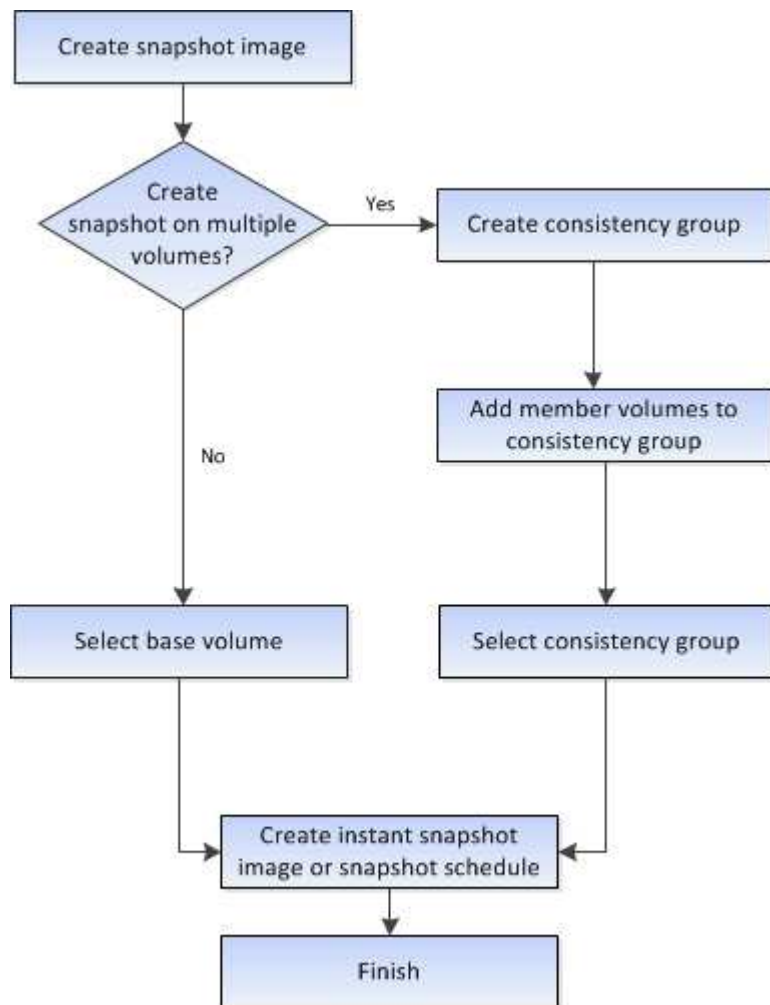 Create snapshot image
Create
snapshot on multiple
volumes?
Yes
Create consistency group
Add member volumes to
consistency group
No
Select base volume
Select consistency group
Create instant snapshot
image or snapshot schedule
Finish